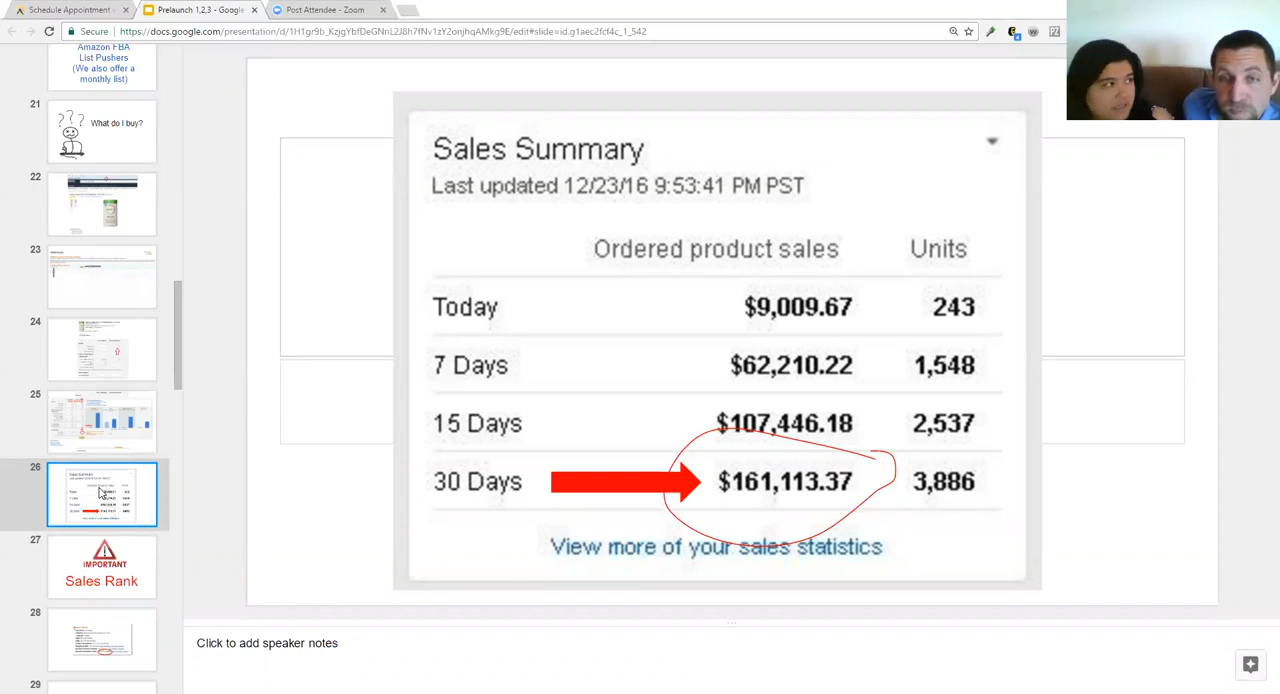 Schedule Appointment
Prelaunch 1,2,3 - Google
Post Attendee - Zoom
Secure
https://docs.google.com/presentation/d/1H1gr9b_KzjgYbfDeGNnL2J8h7fNv1zY2onjhqAMkg9E/edit#slide=id.g1aec2fcf4c_1_542
Amazon FBA
List Pushers
(We also offer a
monthly list)
21
What do I buy?
22
23
24
25
26
27
IMPORTANT
Sales Rank
28
29
Sales Summary
Last updated 12/23/16 9:53:41 PM PST
Ordered product sales Units
Today $9,009.67 243
7 Days $62,210.22 1,548
15 Days $107,446.18 2,537
30 Days $161,113.37 3,886
View more of your sales statistics
Click to add speaker notes